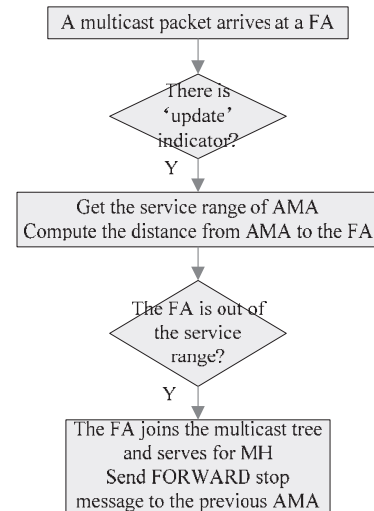 A multicast packet arrives at a FA
There is
‘update’
indicator?
Y
Get the service range of AMA
Compute the distance from AMA to the FA
The FA is out of
the service
range?
Y
The FA joins the multicast tree
and serves for MH
Send FORWARD stop
message to the previous AMA